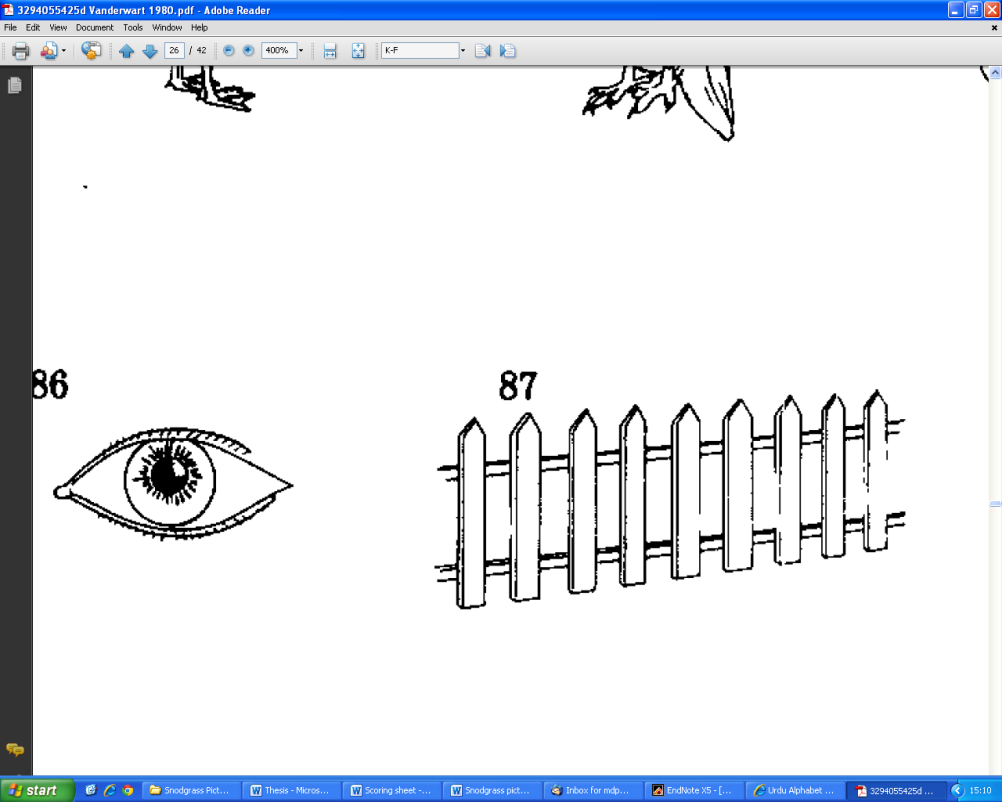 3294055425d Vanderwart 1980.pdf - Adobe Reader
File Edit View Document Tools Window Help
26 / 42 400% K-F
86 87
start Snodgrass Pict... Thesis - Micros... Scoring sheet -... Snodgrass pict... Inbox for mdp... EndNote X5 - [... Urdu Alphabet ... 3294055425d ... 15:10